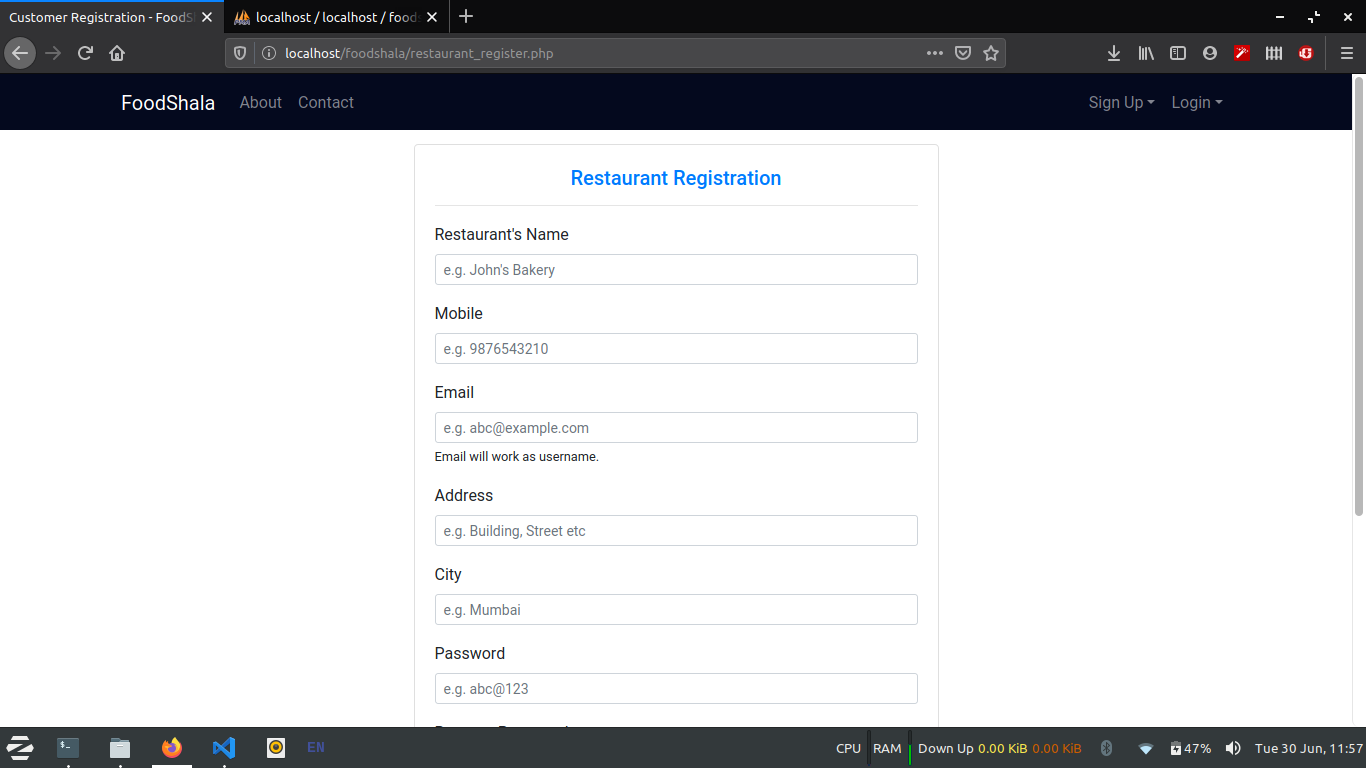 Customer Registration - FoodS
localhost / localhost / foods
localhost/foodshala/restaurant_register.php
FoodShala About Contact Sign Up Login
Restaurant Registration
Restaurant's Name
e.g. John's Bakery
Mobile
e.g. 9876543210
Email
e.g. abc@example.com
Email will work as username.
Address
e.g. Building, Street etc
City
e.g. Mumbai
Password
e.g. abc@123
EN CPU RAM Down Up 0.00 KiB 0.00 KiB 47% Tue 30 Jun, 11:57